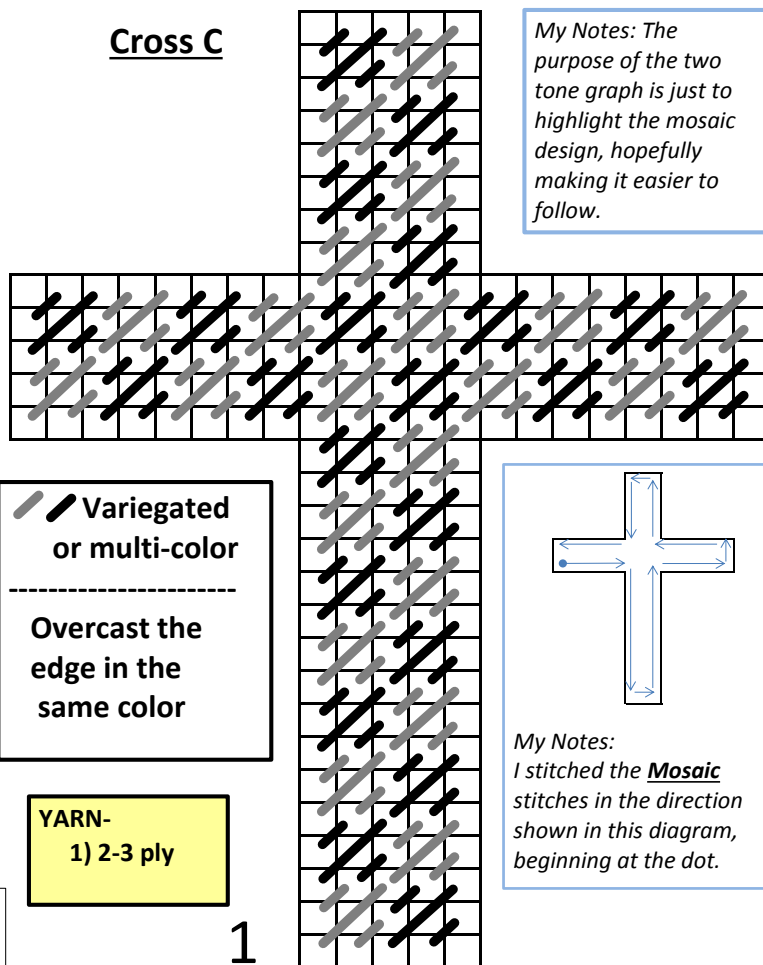 Cross C
My Notes: The
purpose of the two
tone graph is just to
highlight the mosaic
design, hopefully
making it easier to
follow.
Variegated
or multi-color
-----------------------
Overcast the
edge in the
same color
My Notes:
I stitched the Mosaic
stitches in the direction
shown in this diagram,
beginning at the dot.
YARN-
1) 2-3 ply
1